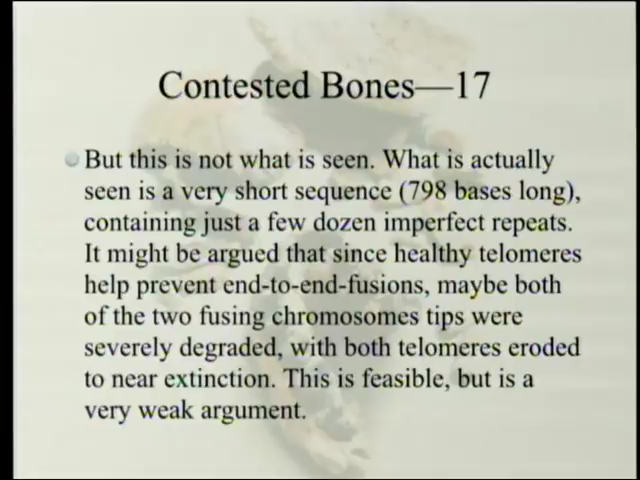 Contested Bones—17
But this is not what is seen. What is actually
seen is a very short sequence (798 bases long),
containing just a few dozen imperfect repeats.
It might be argued that since healthy telomeres
help prevent end-to-end-fusions, maybe both
of the two fusing chromosomes tips were
severely degraded, with both telomeres eroded
to near extinction. This is feasible, but is a
very weak argument.